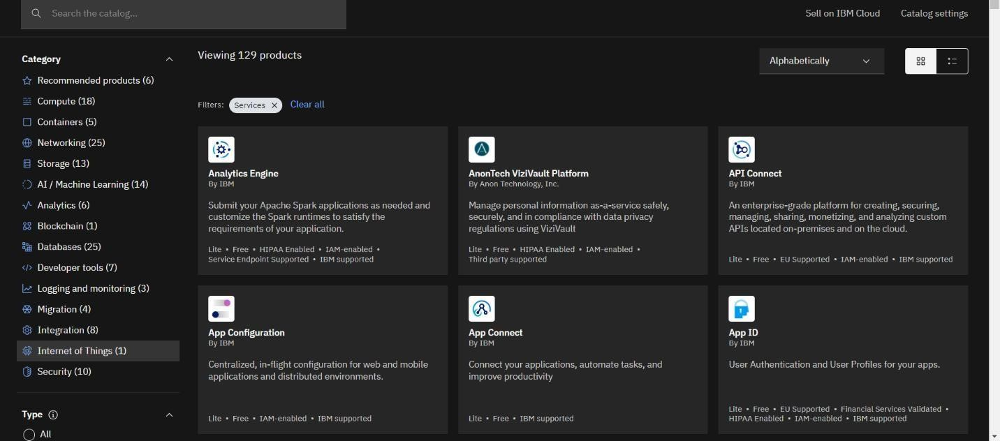 Search the catalog...
Sell on IBM Cloud
Catalog settings
Category
Recommended products (6)
Compute (18)
Containers (5)
Networking (25)
Storage (13)
AI / Machine Learning (14)
Analytics (6)
Blockchain (1)
Databases (25)
Developer tools (7)
Logging and monitoring (3)
Migration (4)
Integration (8)
Internet of Things (1)
Security (10)
Type
All
Viewing 129 products
Alphabetically
Filters:
Services
Clear all
Analytics Engine
By IBM
Submit your Apache Spark applications as needed and
customize the Spark runtimes to satisfy the
requirements of your application.
Lite • Free • HIPAA Enabled • IAM-enabled •
Service Endpoint Supported • IBM supported
AnonTech ViziVault Platform
By Anon Technology, Inc.
Manage personal information as-a-service safely,
securely, and in compliance with data privacy
regulations using ViziVault
Lite • Free • HIPAA Enabled • IAM-enabled •
Third party supported
API Connect
By IBM
An enterprise-grade platform for creating, securing,
managing, sharing, monetizing, and analyzing custom
APIs located on-premises and on the cloud.
Lite • Free • EU Supported • IAM-enabled • IBM supported
App Configuration
By IBM
Centralized, in-flight configuration for web and mobile
applications and distributed environments.
Lite • Free • IAM-enabled • IBM supported
App Connect
By IBM
Connect your applications, automate tasks, and
improve productivity
Lite • Free • IBM supported
App ID
By IBM
User Authentication and User Profiles for your apps.
Lite • Free • EU Supported • Financial Services Validated •
HIPAA Enabled • IAM-enabled • IBM supported